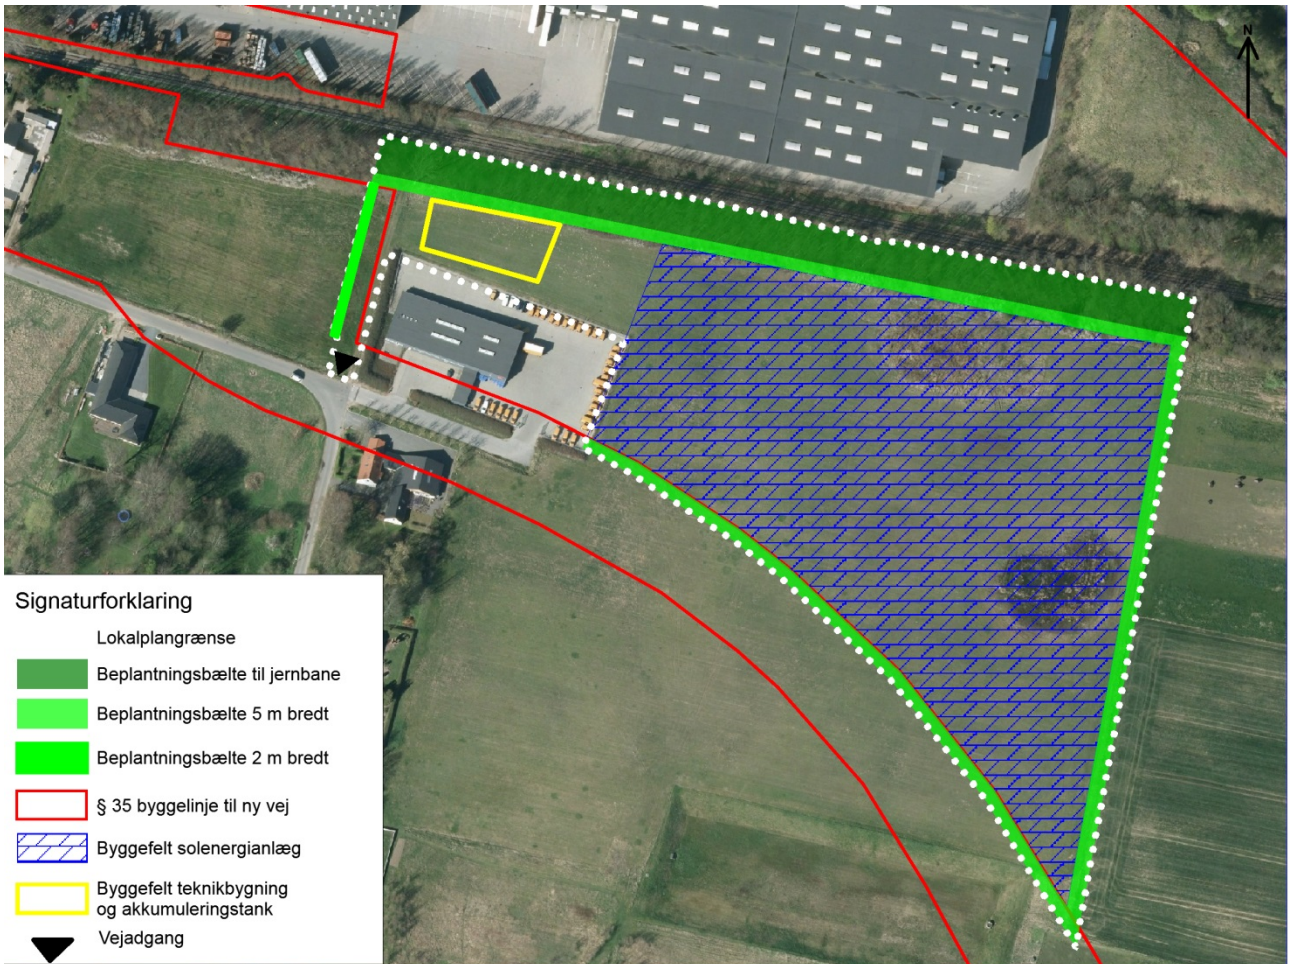 N
Signaturforklaring
Lokalplangrænse
Beplantningsbælte til jernbane
Beplantningsbælte 5 m bredt
Beplantningsbælte 2 m bredt
§ 35 byggelinje til ny vej
Byggefelt solenergianlæg
Byggefelt teknikbygning
og akkumuleringstank
Vejadgang